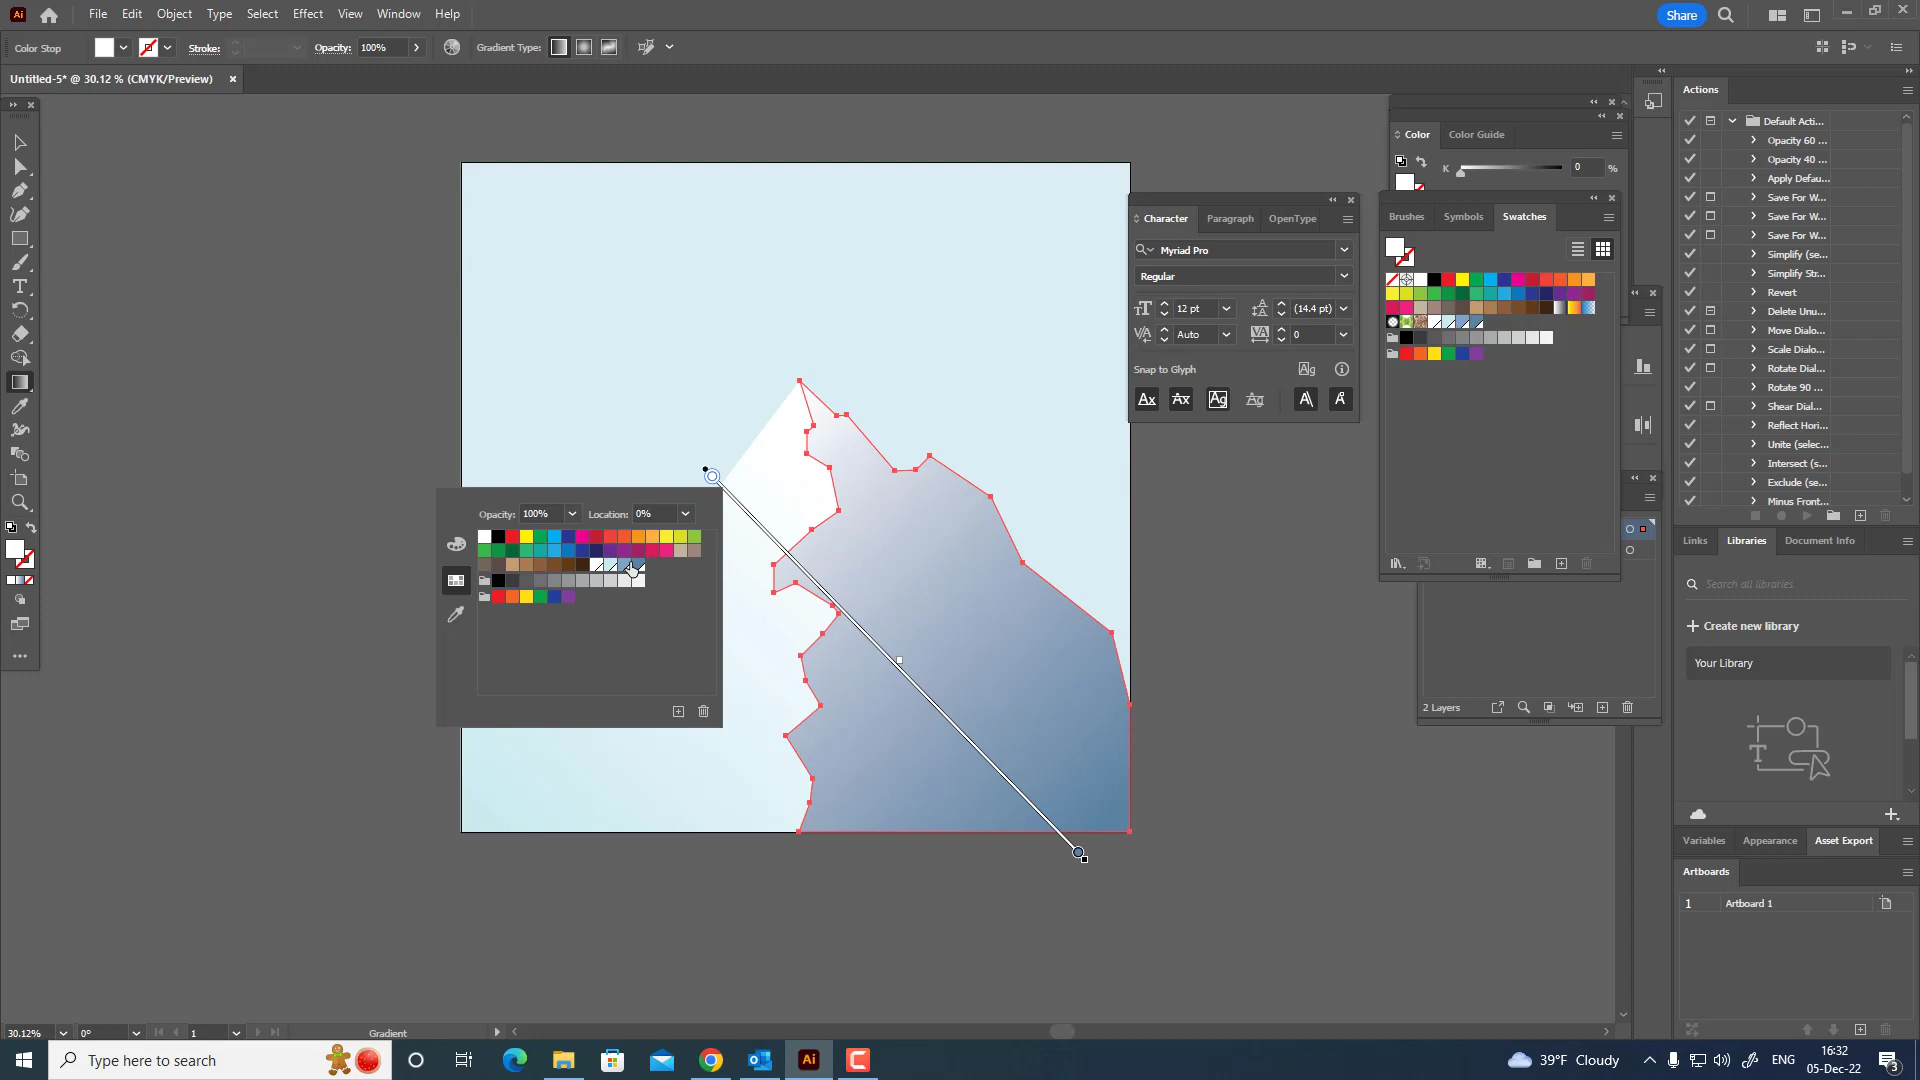 Ai File Edit Object Type Select Effect View Window Help Share
Color Stop Stroke: Opacity: 100% Gradient Type:
Untitled-5* @ 30.12 % (CMYK/Preview)
Actions
Default Acti...
Opacity 60 ...
Opacity 40 ...
Apply Defau...
Save For W...
Save For W...
Save For W...
Simplify (se...
Simplify Str...
Revert
Delete Unu...
Move Dialo...
Scale Dialo...
Rotate Dial...
Rotate 90 ...
Shear Dial...
Reflect Hori...
Unite (selec...
Intersect (s...
Exclude (se...
Minus Front...
Color Color Guide
K 0 %
Brushes Symbols Swatches
Character Paragraph OpenType
Myriad Pro
Regular
12 pt (14.4 pt)
Auto 0
Snap to Glyph
Opacity: 100% Location: 0%
Links Libraries Document Info
Search all libraries
Create new library
Your Library
2 Layers
Variables Appearance Asset Export
Artboards
1 Artboard 1
30.12% 0° 1 Gradient
Type here to search
39°F Cloudy
ENG
16:32
05-Dec-22
3